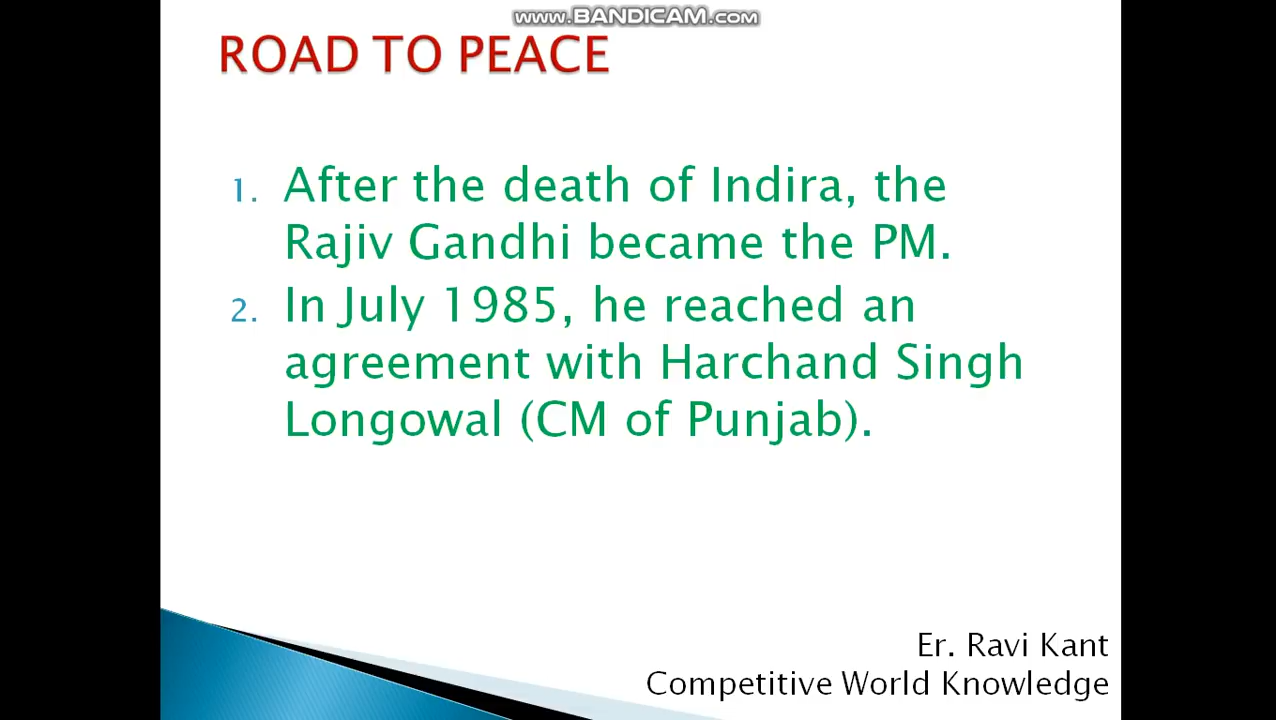 www.BANDICAM.com
ROAD TO PEACE
1. After the death of Indira, the
Rajiv Gandhi became the PM.
2. In July 1985, he reached an
agreement with Harchand Singh
Longowal (CM of Punjab).
Er. Ravi Kant
Competitive World Knowledge